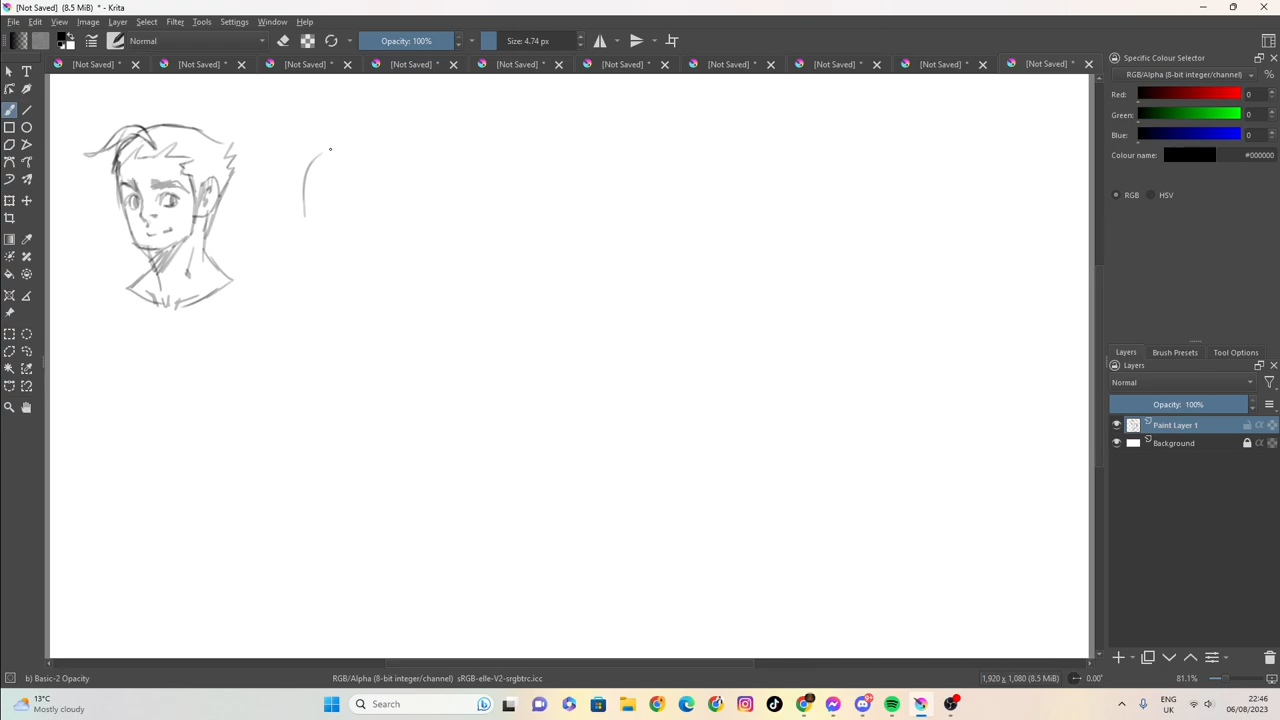 [Not Saved] (8.5 MiB) * - Krita
File Edit View Image Layer Select Filter Tools Settings Window Help
Normal Opacity: 100% Size: 4.74 px
[Not Saved] * [Not Saved] * [Not Saved] * [Not Saved] * [Not Saved] * [Not Saved] * [Not Saved] * [Not Saved] * [Not Saved] * [Not Saved] *
Specific Colour Selector
RGB/Alpha (8-bit integer/channel) %
Red: 0
Green: 0
Blue: 0
Colour name: #000000
RGB HSV
Layers Brush Presets Tool Options
Layers
Normal
Opacity: 100%
Paint Layer 1
Background
b) Basic-2 Opacity RGB/Alpha (8-bit integer/channel) sRGB-elle-V2-srgbtrc.icc 1,920 x 1,080 (8.5 MiB) 0.00° 81.1%
13°C
Mostly cloudy
Search
ENG
UK
22:46
06/08/2023